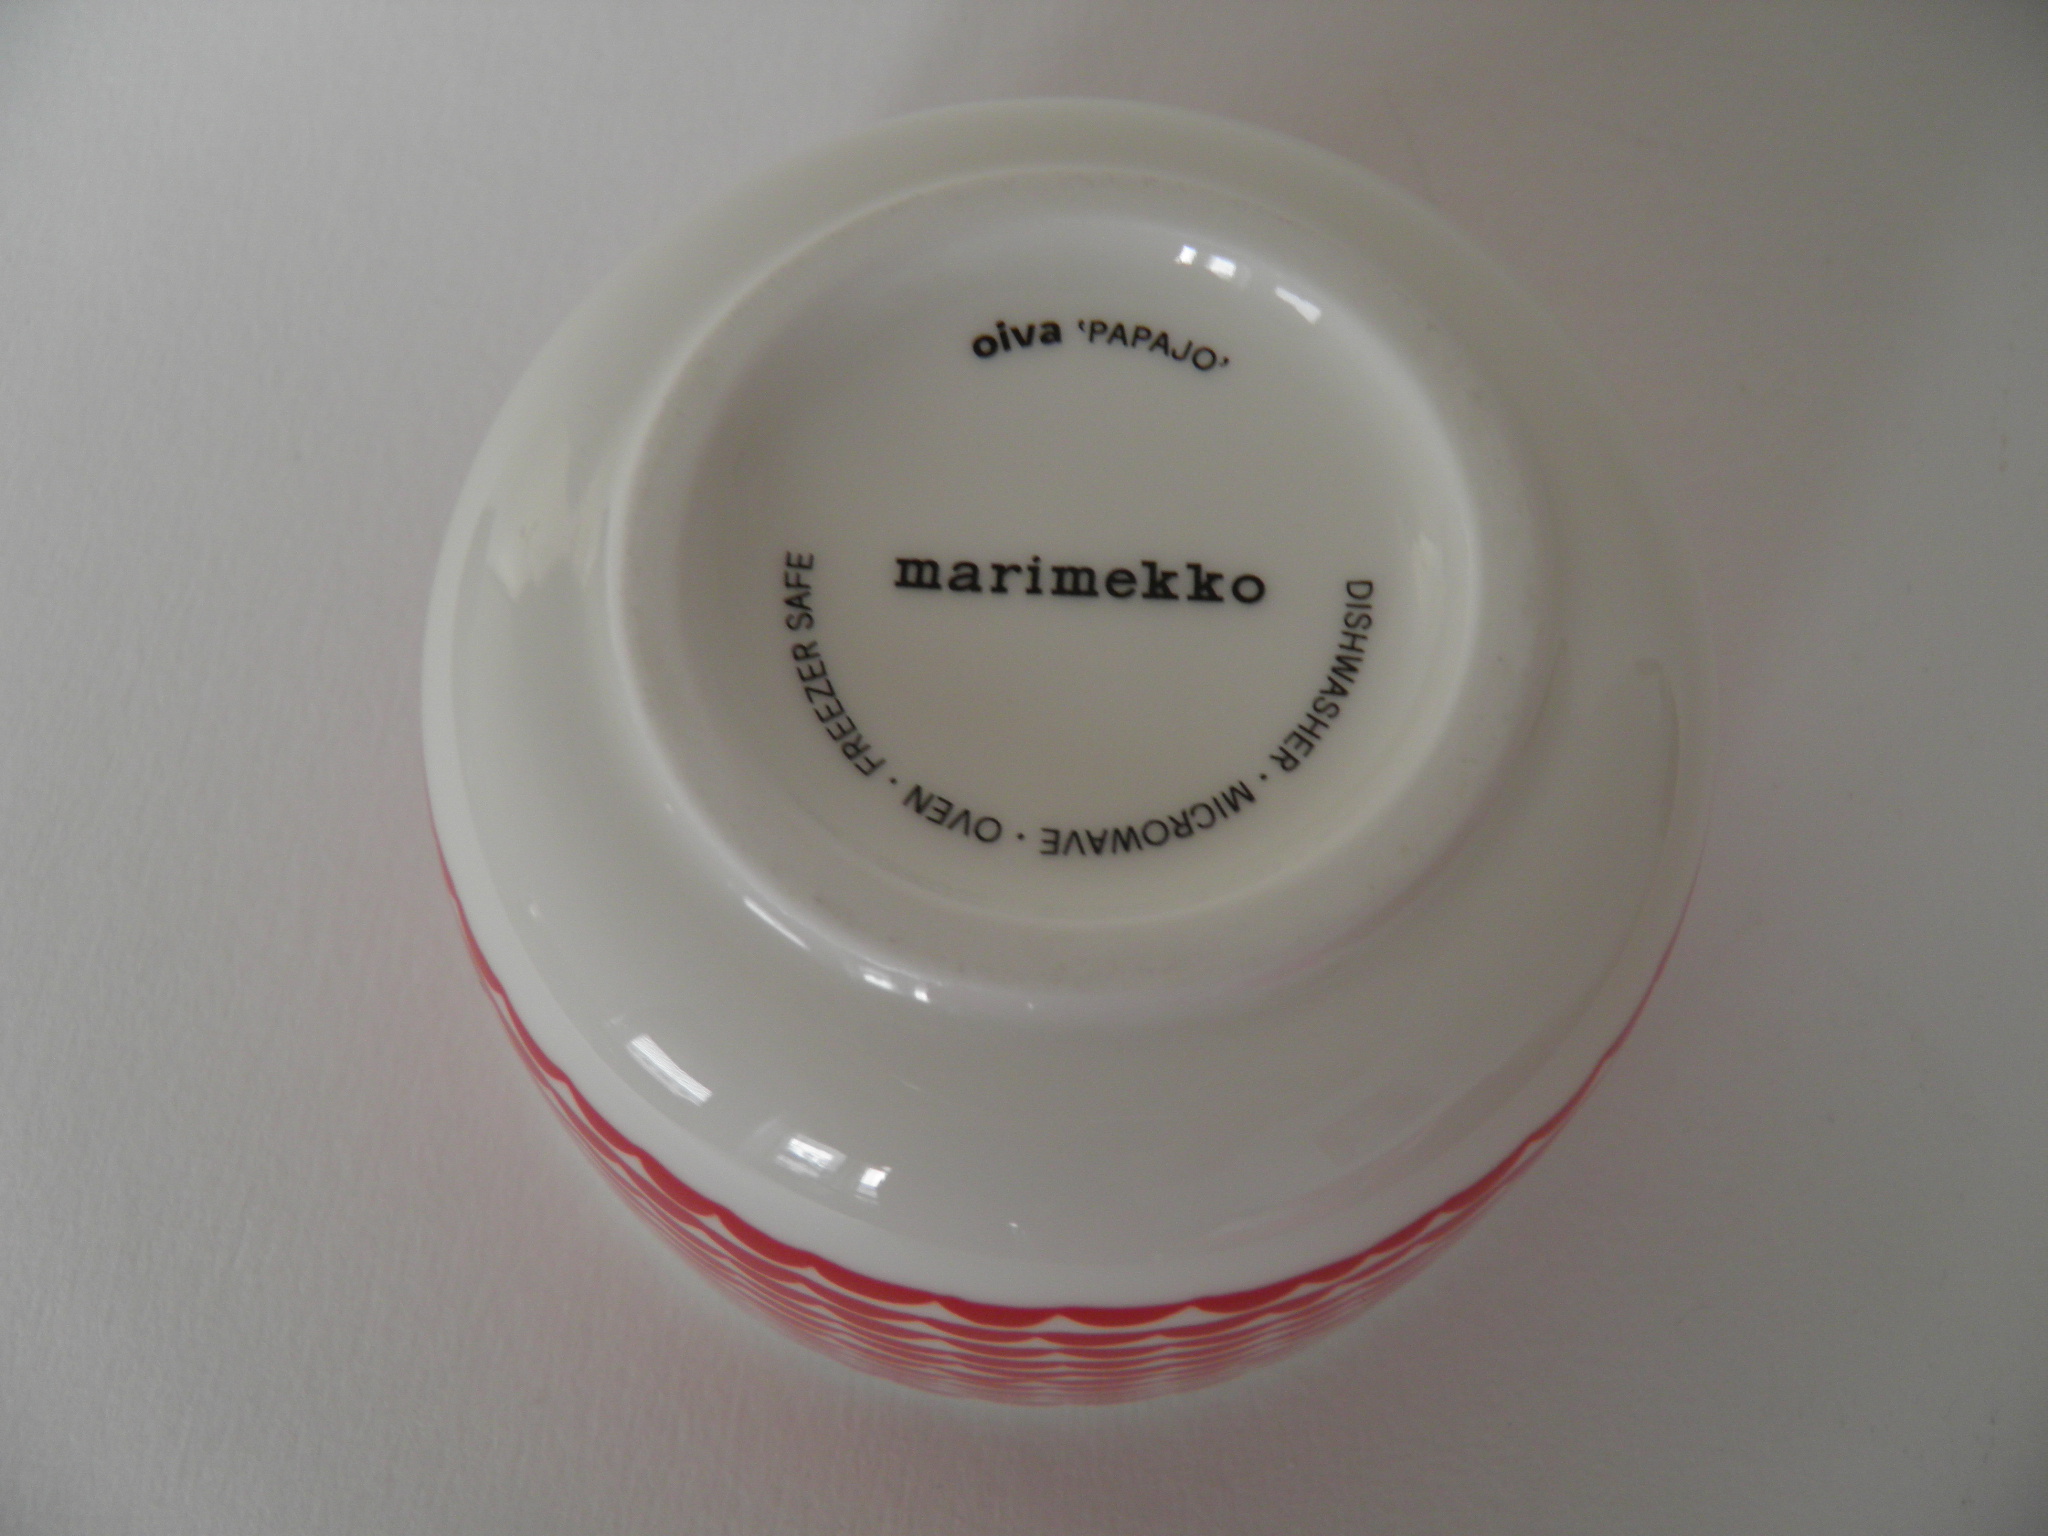 oiva 'PAPAJO'
marimekko
DISHWASHER · MICROWAVE · OVEN · FREEZER SAFE